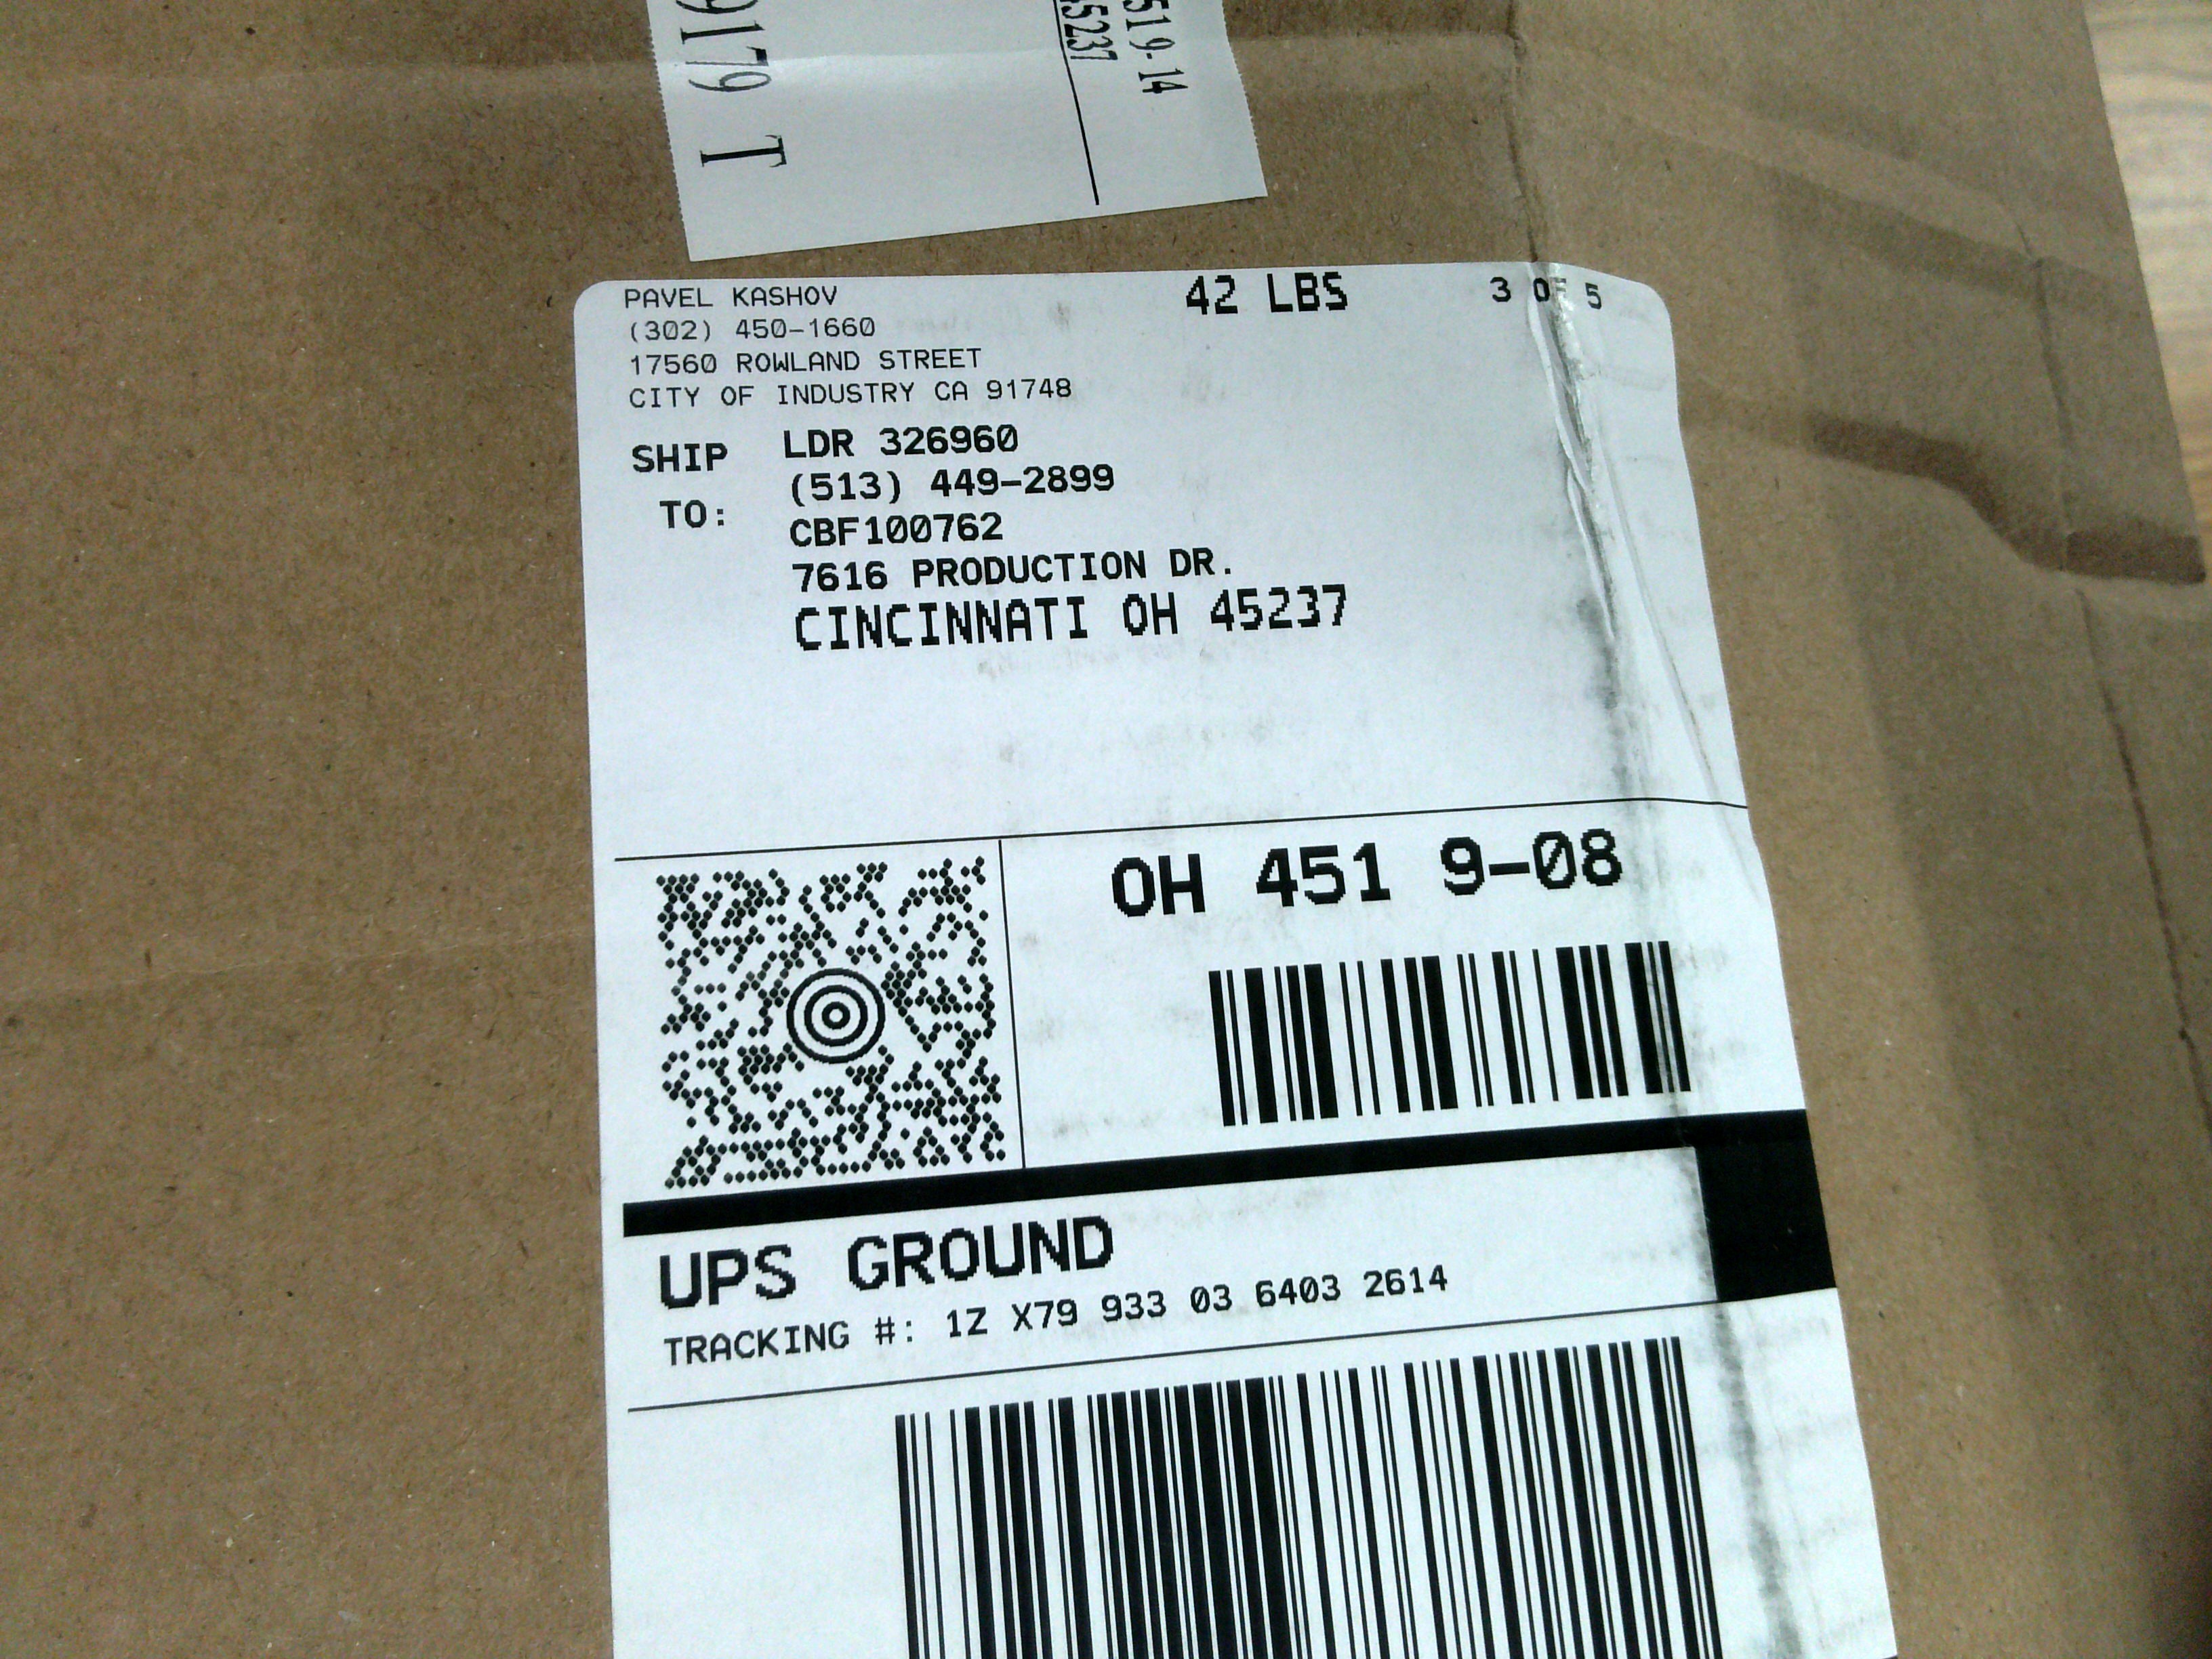 9179 T
45237
51 9-14
PAVEL KASHOV
(302) 450-1660
17560 ROWLAND STREET
CITY OF INDUSTRY CA 91748
42 LBS
3 OF 5
SHIP TO:
LDR 326960
(513) 449-2899
CBF100762
7616 PRODUCTION DR.
CINCINNATI OH 45237
OH 451 9-08
UPS GROUND
TRACKING #: 1Z X79 933 03 6403 2614